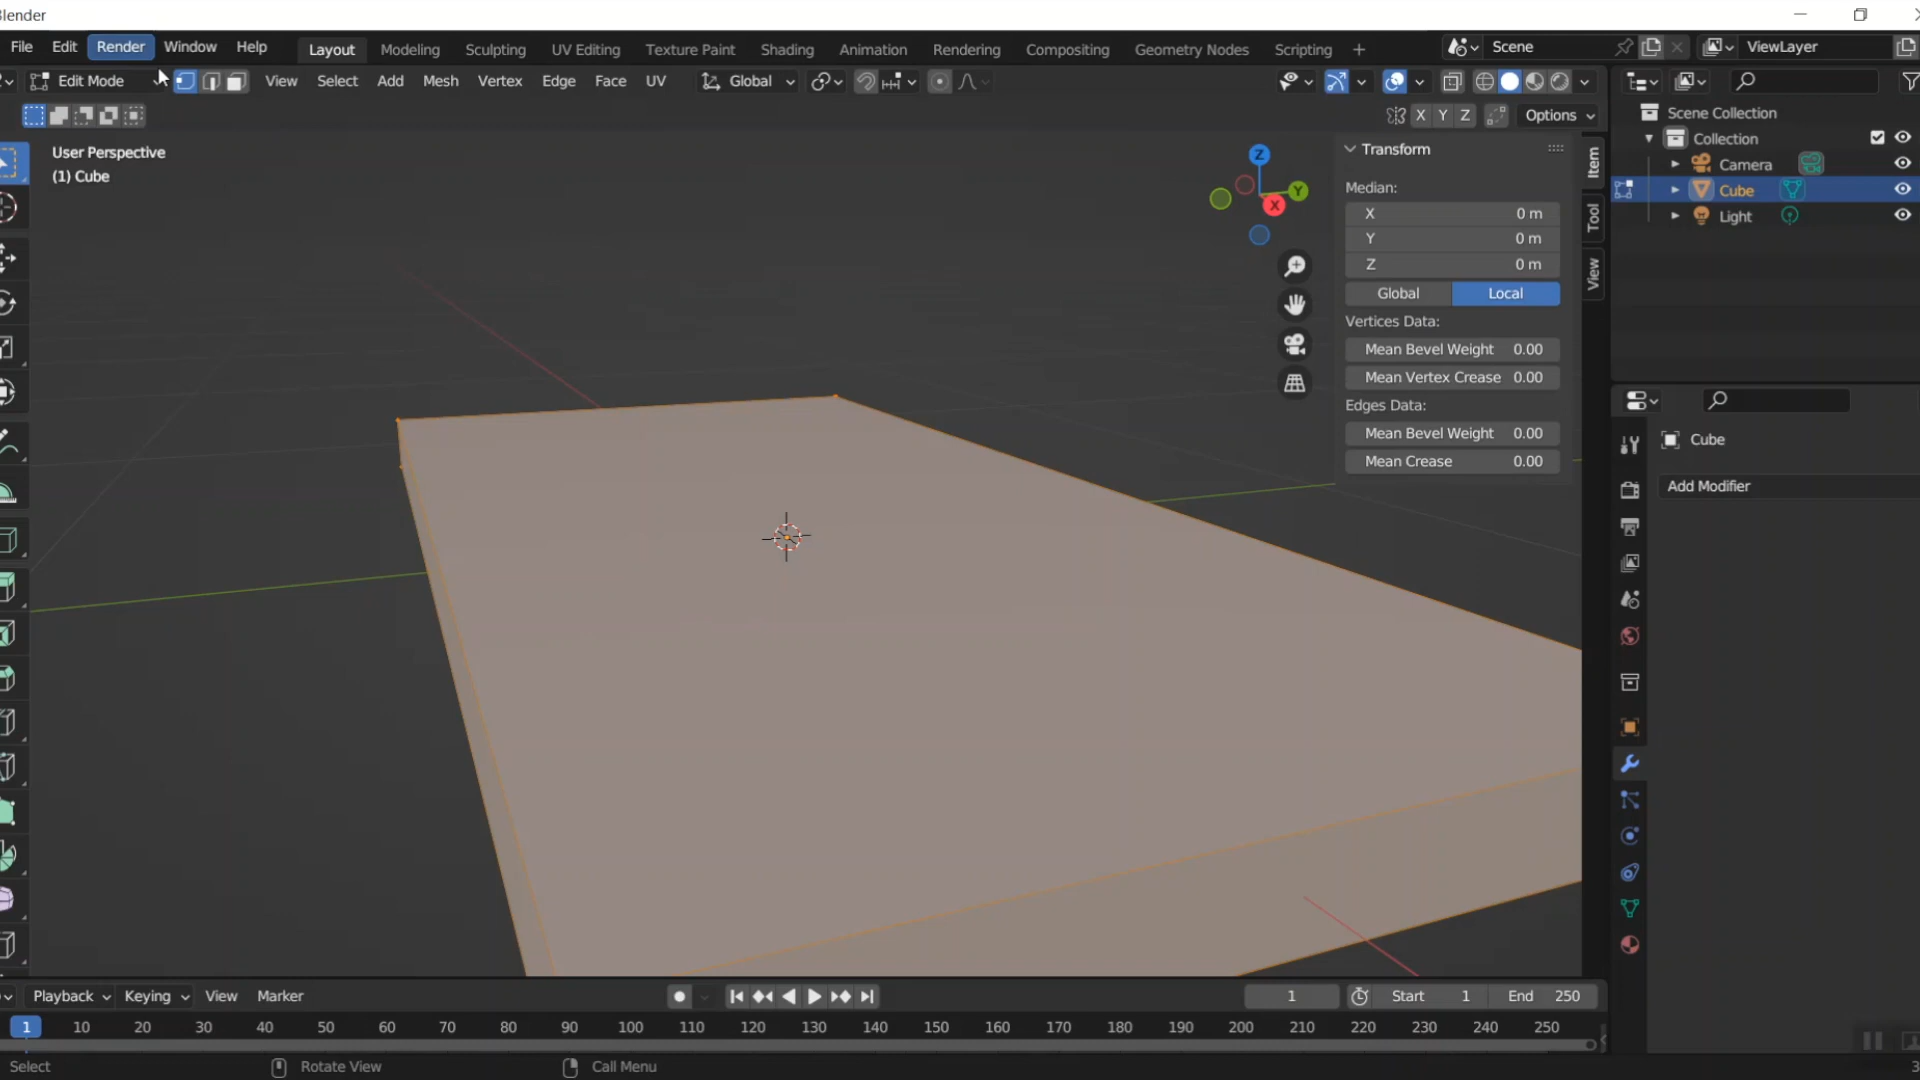 Blender
File Edit Render Window Help Layout Modeling Sculpting UV Editing Texture Paint Shading Animation Rendering Compositing Geometry Nodes Scripting + Scene ViewLayer
Edit Mode View Select Add Mesh Vertex Edge Face UV Global
X Y Z Options
Scene Collection
Collection
Camera
Cube
Light
User Perspective
(1) Cube
Z
Y
X
Transform
Median:
X 0 m
Y 0 m
Z 0 m
Global Local
Vertices Data:
Mean Bevel Weight 0.00
Mean Vertex Crease 0.00
Edges Data:
Mean Bevel Weight 0.00
Mean Crease 0.00
Item
Tool
View
Cube
Add Modifier
Playback Keying View Marker 1 Start 1 End 250
1 10 20 30 40 50 60 70 80 90 100 110 120 130 140 150 160 170 180 190 200 210 220 230 240 250
Select Rotate View Call Menu 3